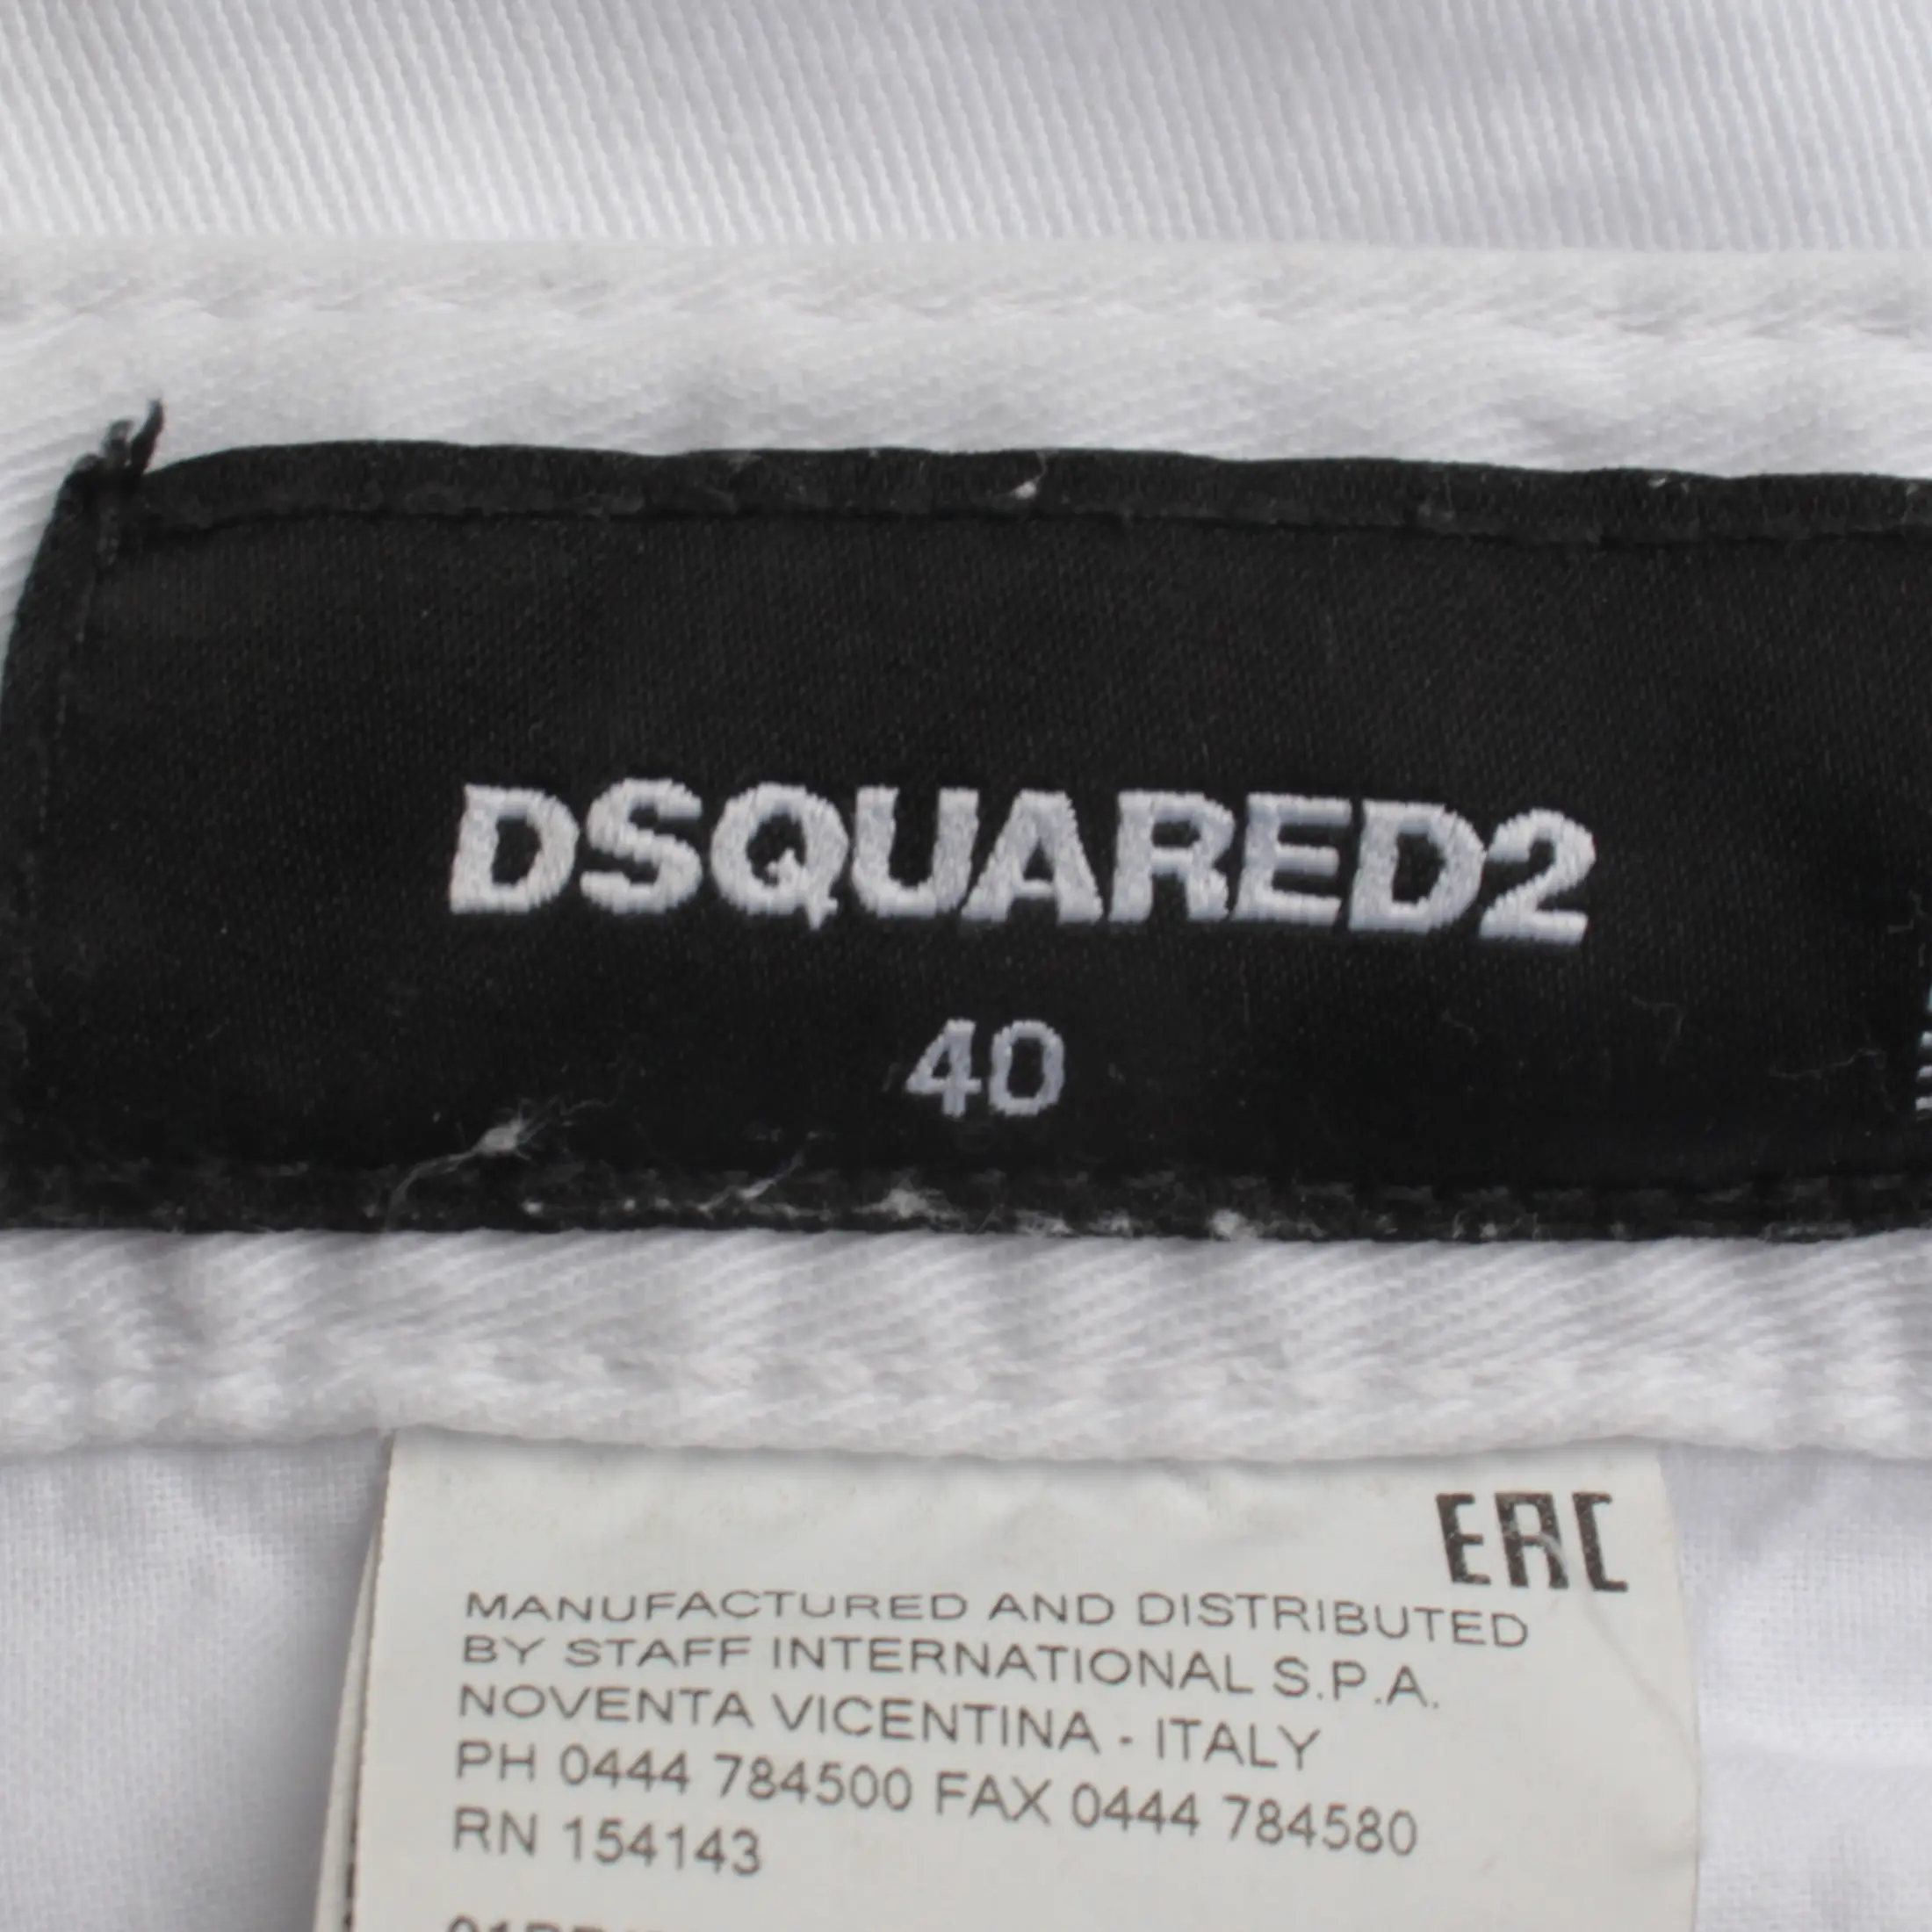 DSQUARED2
40
EAC
MANUFACTURED AND DISTRIBUTED
BY STAFF INTERNATIONAL S.P.A.
NOVENTA VICENTINA - ITALY
PH 0444 784500 FAX 0444 784580
RN 154143